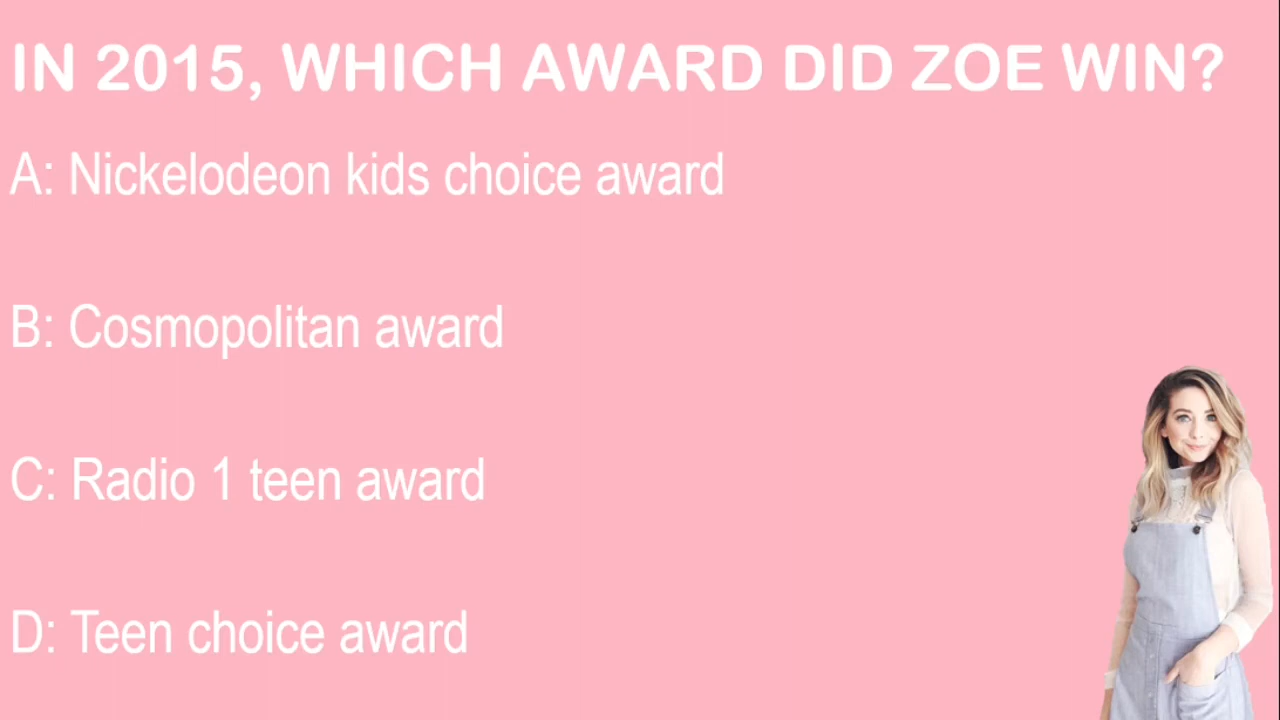 IN 2015, WHICH AWARD DID ZOE WIN?
A: Nickelodeon kids choice award
B: Cosmopolitan award
C: Radio 1 teen award
D: Teen choice award